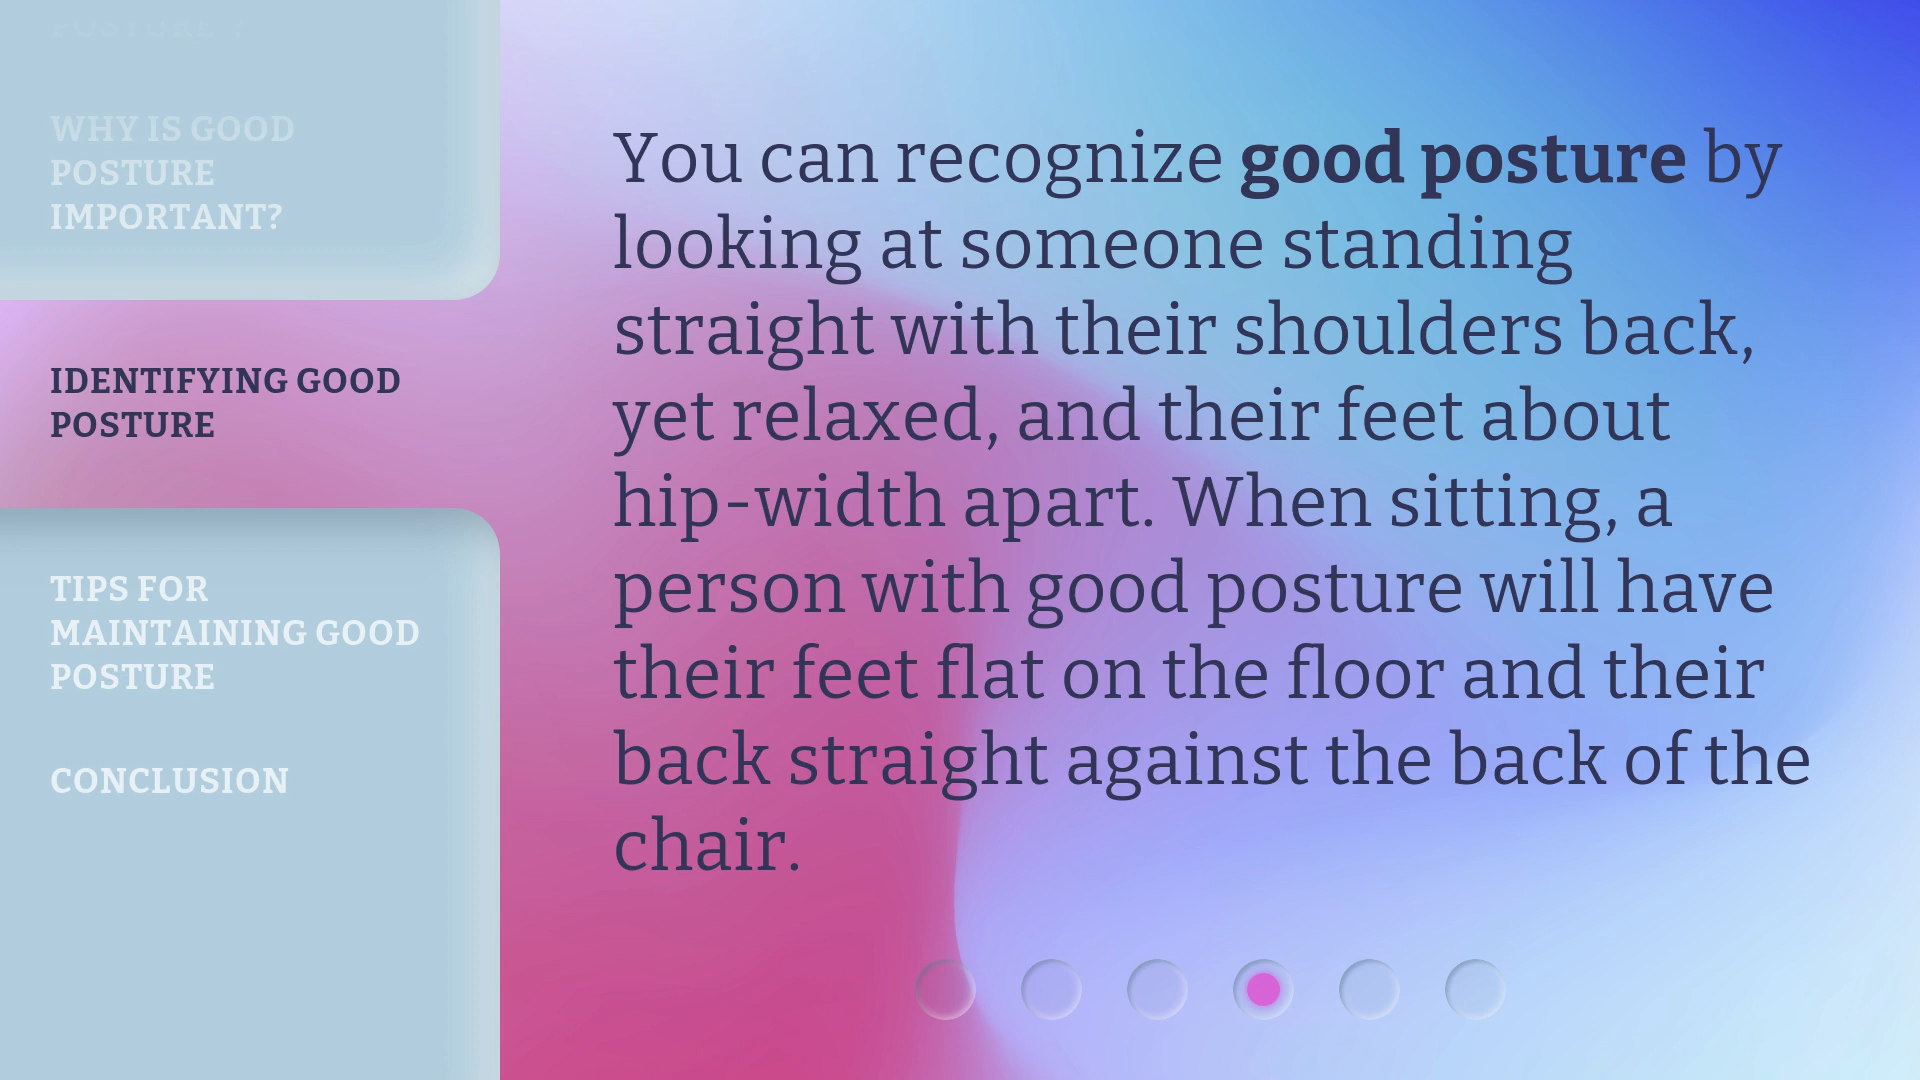 WHY IS GOOD
POSTURE
IMPORTANT?
IDENTIFYING GOOD
POSTURE
TIPS FOR
MAINTAINING GOOD
POSTURE
CONCLUSION
You can recognize good posture by
looking at someone standing
straight with their shoulders back,
yet relaxed, and their feet about
hip-width apart. When sitting, a
person with good posture will have
their feet flat on the floor and their
back straight against the back of the
chair.